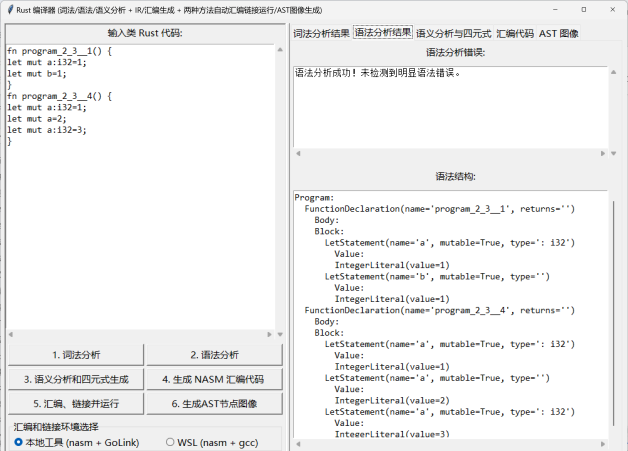 Rust 编译器 (词法/语法/语义分析 + IR/汇编生成 + 两种方法自动汇编链接运行/AST图像生成)
输入类 Rust 代码:
fn program_2_3__1() {
let mut a:i32=1;
let mut b=1;
}
fn program_2_3__4() {
let mut a:i32=1;
let mut a=2;
let mut a:i32=3;
}
1. 词法分析
2. 语法分析
3. 语义分析和四元式生成
4. 生成 NASM 汇编代码
5. 汇编、链接并运行
6. 生成AST节点图像
汇编和链接环境选择
本地工具 (nasm + GoLink)
WSL (nasm + gcc)
词法分析结果 语法分析结果 语义分析与四元式 汇编代码 AST 图像
语法分析错误:
语法分析成功! 未检测到明显语法错误。
语法结构:
Program:
  FunctionDeclaration(name='program_2_3__1', returns='')
    Body:
    Block:
      LetStatement(name='a', mutable=True, type=': i32')
        Value:
        IntegerLiteral(value=1)
      LetStatement(name='b', mutable=True, type='')
        Value:
        IntegerLiteral(value=1)
  FunctionDeclaration(name='program_2_3__4', returns='')
    Body:
    Block:
      LetStatement(name='a', mutable=True, type=': i32')
        Value:
        IntegerLiteral(value=1)
      LetStatement(name='a', mutable=True, type='')
        Value:
        IntegerLiteral(value=2)
      LetStatement(name='a', mutable=True, type=': i32')
        Value:
        IntegerLiteral(value=3)